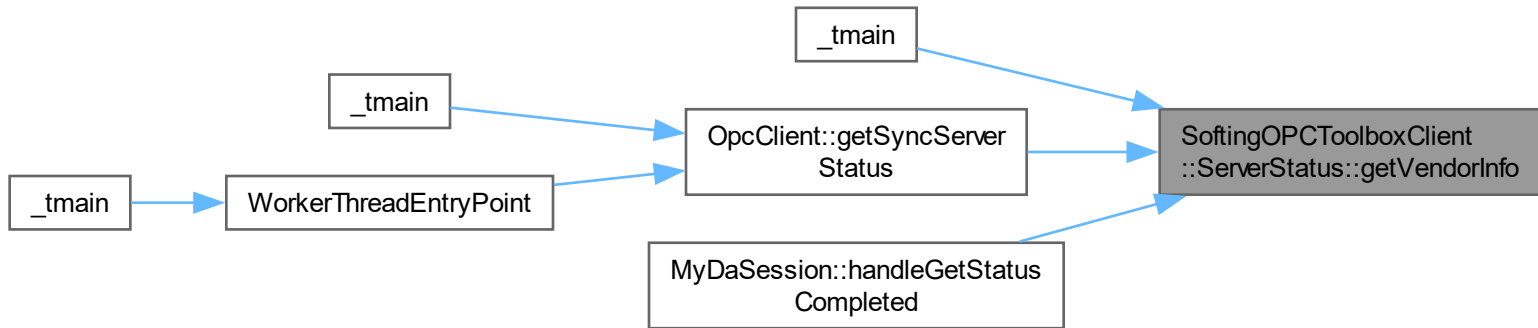 _tmain
_tmain
OpcClient::getSyncServer
Status
SoftingOPCToolboxClient
::ServerStatus::getVendorInfo
_tmain
WorkerThreadEntryPoint
MyDaSession::handleGetStatus
Completed